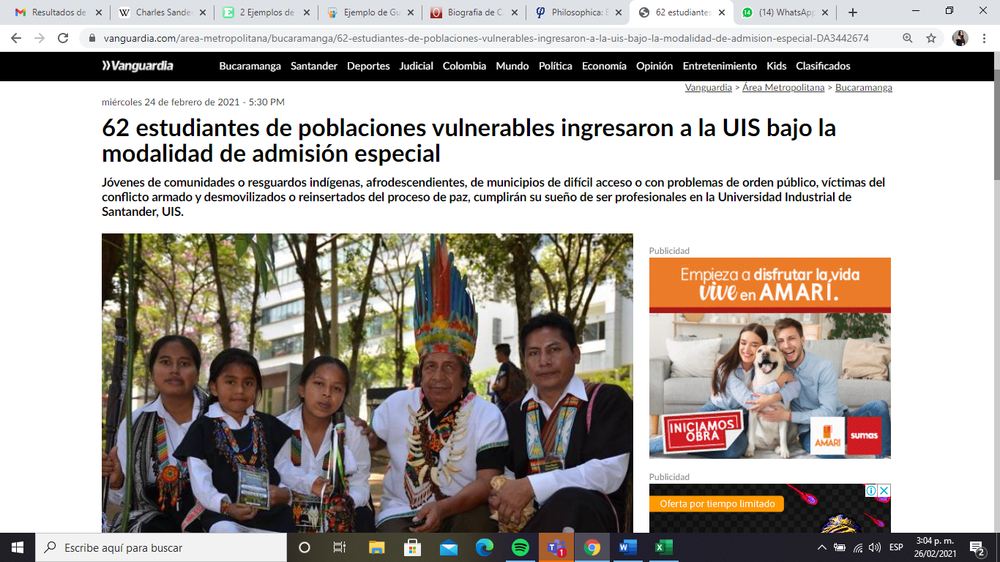 Resultados de
Charles Sande
2 Ejemplos de
Ejemplo de Gu
Biografia de C
Philosophica: E
62 estudiantes
(14) WhatsApp
vanguardia.com/area-metropolitana/bucaramanga/62-estudiantes-de-poblaciones-vulnerables-ingresaron-a-la-uis-bajo-la-modalidad-de-admision-especial-DA3442674
Vanguardia Bucaramanga Santander Deportes Judicial Colombia Mundo Política Economía Opinión Entretenimiento Kids Clasificados
Vanguardia > Área Metropolitana > Bucaramanga
miércoles 24 de febrero de 2021 - 5:30 PM
62 estudiantes de poblaciones vulnerables ingresaron a la UIS bajo la
modalidad de admisión especial
Jóvenes de comunidades o resguardos indígenas, afrodescendientes, de municipios de difícil acceso o con problemas de orden público, víctimas del
conflicto armado y desmovilizados o reinsertados del proceso de paz, cumplirán su sueño de ser profesionales en la Universidad Industrial de
Santander, UIS.
Publicidad
Empieza a disfrutar la vida
vive en AMARÍ.
INICIAMOS
OBRA
AMARI
sumas
Publicidad
Oferta por tiempo limitado
Escribe aquí para buscar
1
ESP
3:04 p. m.
26/02/2021
2